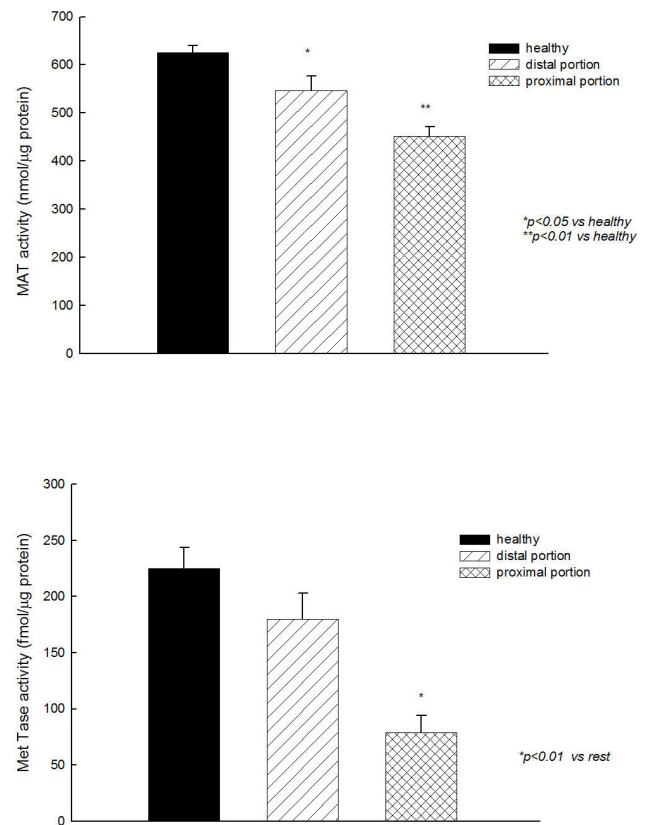 700
600
500
400
300
200
100
0
MAT activity (nmol/µg protein)
*
**
healthy
distal portion
proximal portion
*p<0.05 vs healthy
**p<0.01 vs healthy
300
250
200
150
100
50
0
Met Tase activity (fmol/µg protein)
*
healthy
distal portion
proximal portion
*p<0.01 vs rest